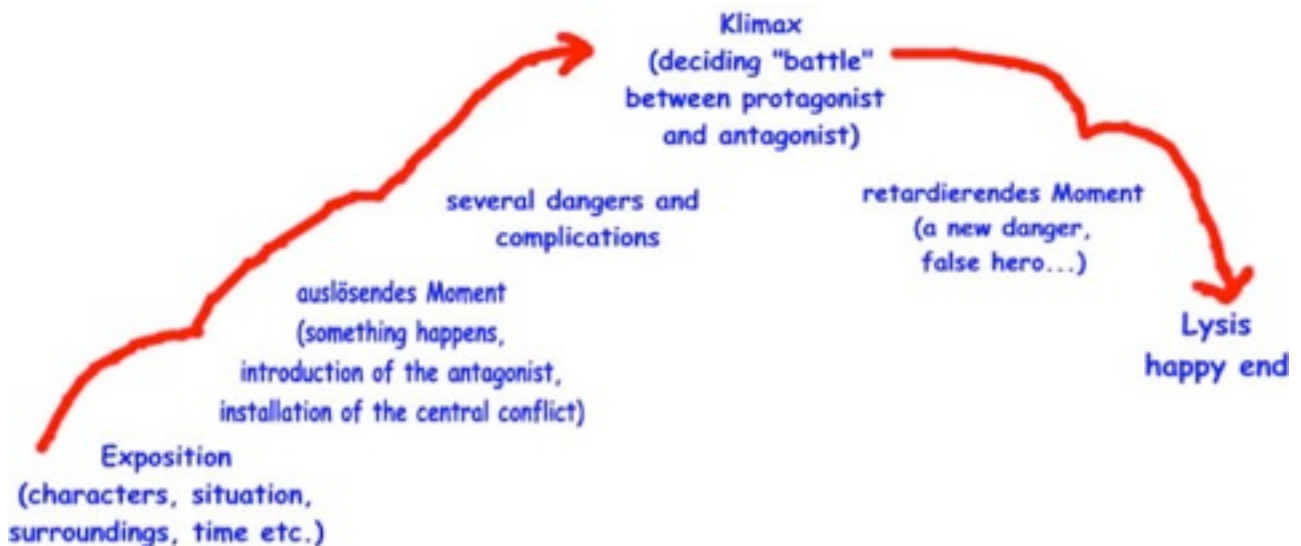 Klimax
(deciding "battle"
between protagonist
and antagonist)
several dangers and
complications
retardierendes Moment
(a new danger,
false hero...)
auslösendes Moment
(something happens,
introduction of the antagonist,
installation of the central conflict)
Lysis
happy end
Exposition
(characters, situation,
surroundings, time etc.)